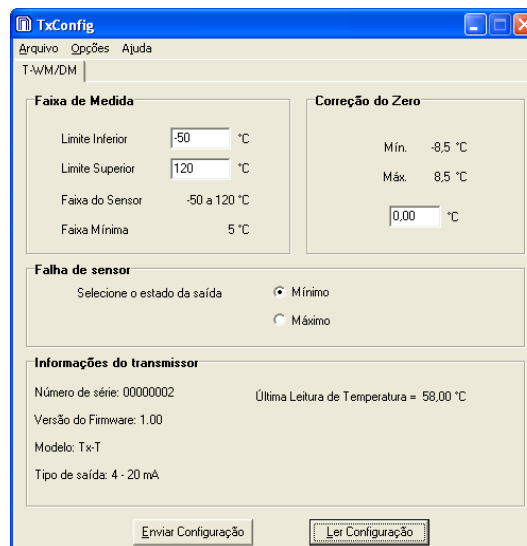 TxConfig
Arquivo Opções Ajuda
T-WM/DM
Faixa de Medida
Limite Inferior -50 °C
Limite Superior 120 °C
Faixa do Sensor -50 a 120 °C
Faixa Mínima 5 °C
Correção do Zero
Mín. -8,5 °C
Máx. 8,5 °C
0,00 °C
Falha de sensor
Selecione o estado da saída
Mínimo
Máximo
Informações do transmissor
Número de série: 00000002
Última Leitura de Temperatura = 58,00 °C
Versão do Firmware: 1.00
Modelo: Tx-T
Tipo de saída: 4 - 20 mA
Enviar Configuração
Ler Configuração